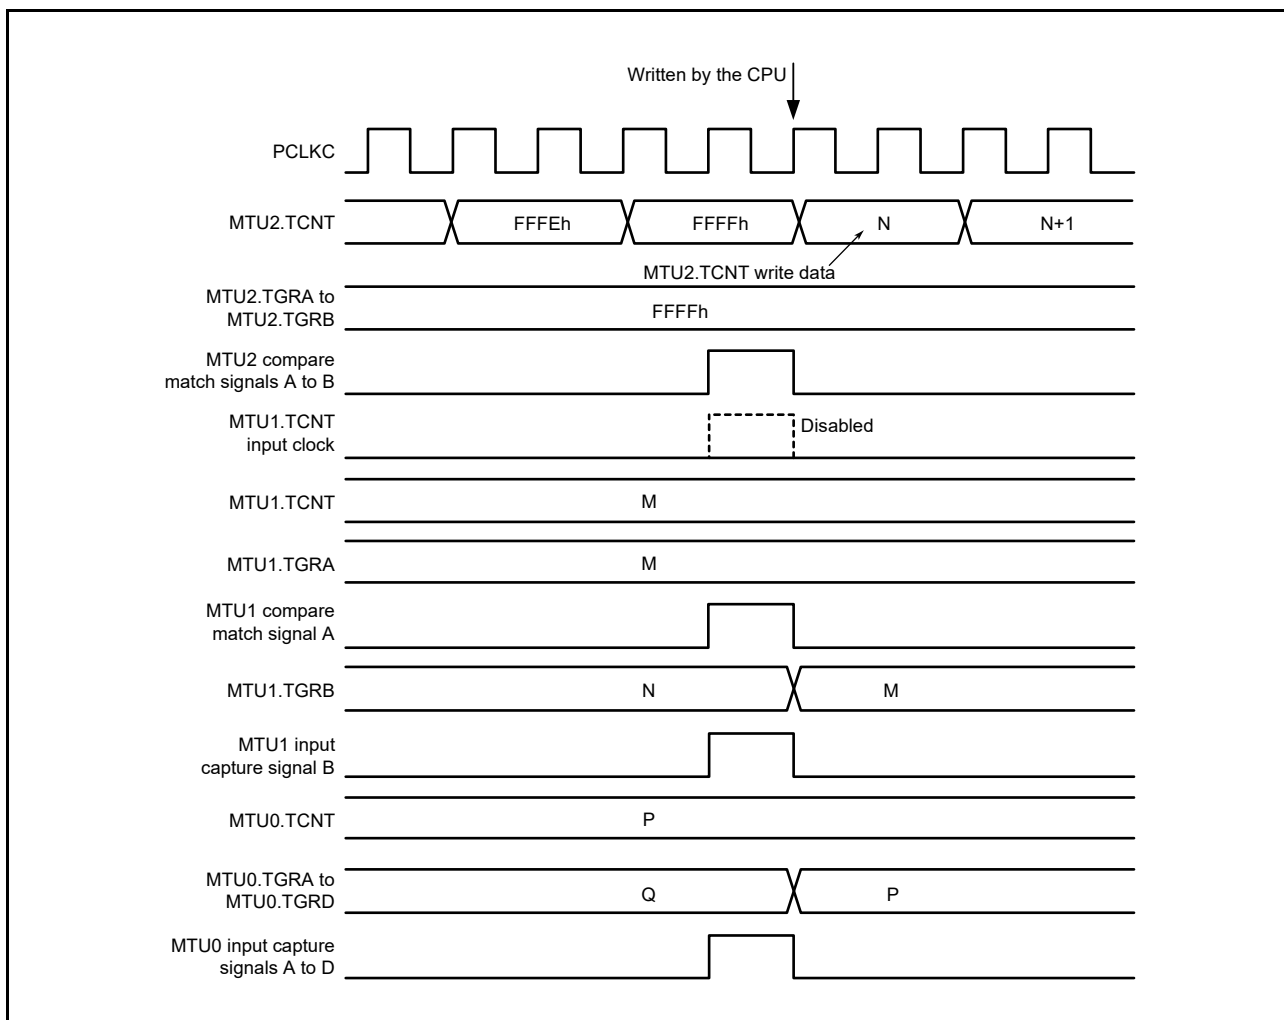 Written by the CPU
PCLKC
MTU2.TCNT
FFFEh
FFFFh
N
N+1
MTU2.TCNT write data
MTU2.TGRA to
MTU2.TGRB
FFFFh
MTU2 compare
match signals A to B
MTU1.TCNT
input clock
Disabled
MTU1.TCNT
M
MTU1.TGRA
M
MTU1 compare
match signal A
MTU1.TGRB
N
M
MTU1 input
capture signal B
MTU0.TCNT
P
MTU0.TGRA to
MTU0.TGRD
Q
P
MTU0 input capture
signals A to D